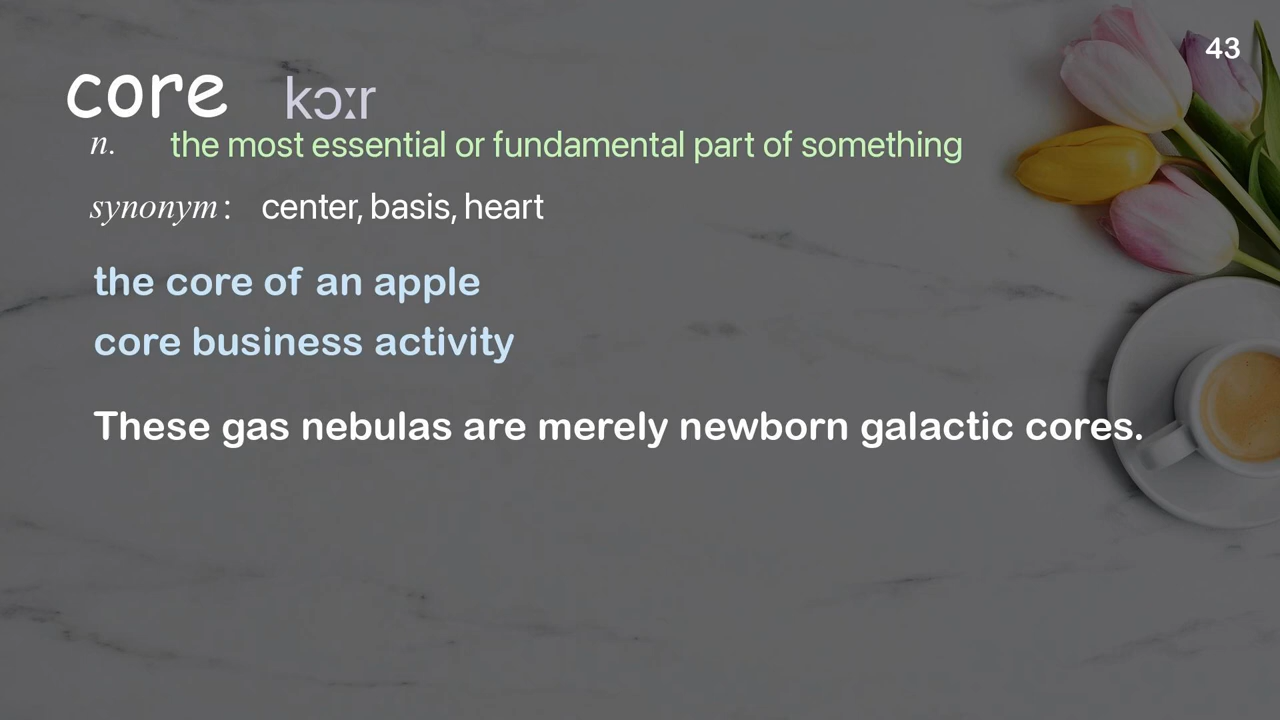 43
core kɔːr
n. the most essential or fundamental part of something
synonym: center, basis, heart
the core of an apple
core business activity
These gas nebulas are merely newborn galactic cores.